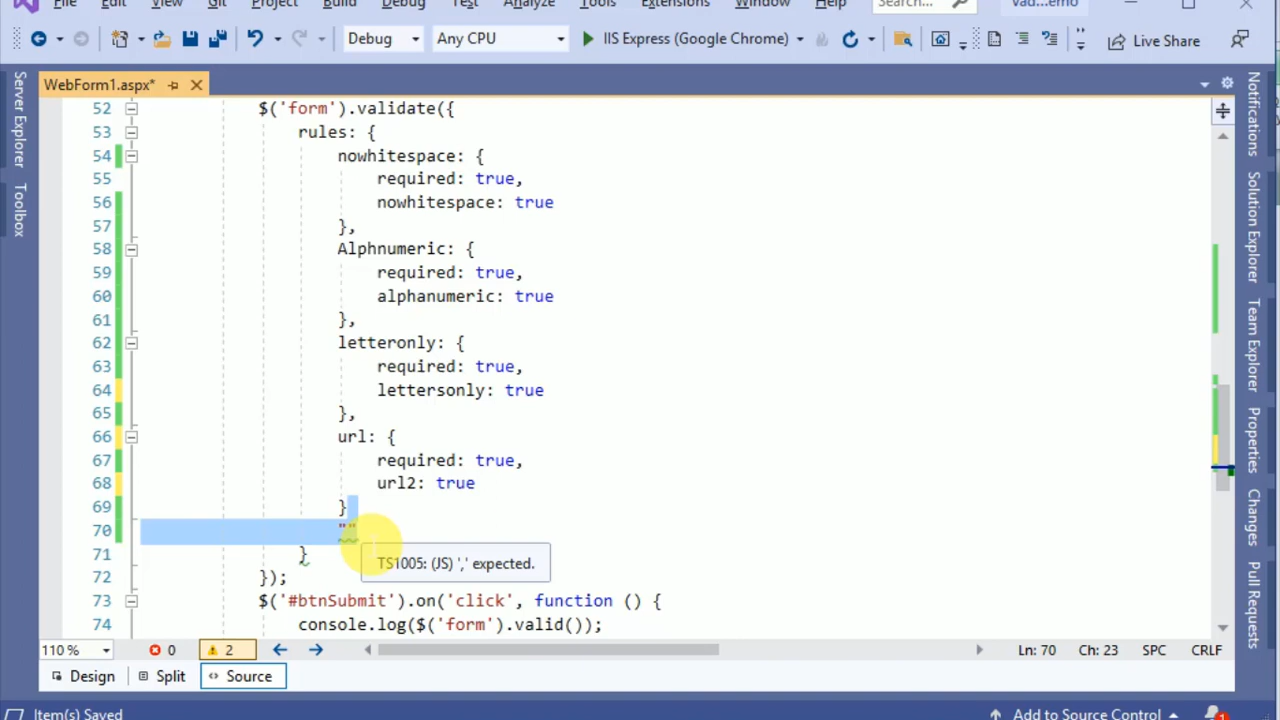 File Edit View Git Project Build Debug Test Analyze Tools Extensions Window Help Search... Vad...emo
Debug Any CPU IIS Express (Google Chrome) Live Share
WebForm1.aspx*
Server Explorer
Toolbox
52 $('form').validate({
53 rules: {
54 nowhitespace: {
55 required: true,
56 nowhitespace: true
57 },
58 Alphnumeric: {
59 required: true,
60 alphanumeric: true
61 },
62 letteronly: {
63 required: true,
64 lettersonly: true
65 },
66 url: {
67 required: true,
68 url2: true
69 }
70 ""
71 }
72 });
73 $('#btnSubmit').on('click', function () {
74 console.log($('form').valid());
TS1005: (JS) ',' expected.
Notifications
Solution Explorer
Team Explorer
Properties
Changes
Pull Requests
110 % 0 2 Ln: 70 Ch: 23 SPC CRLF
Design Split Source
Item(s) Saved Add to Source Control 1